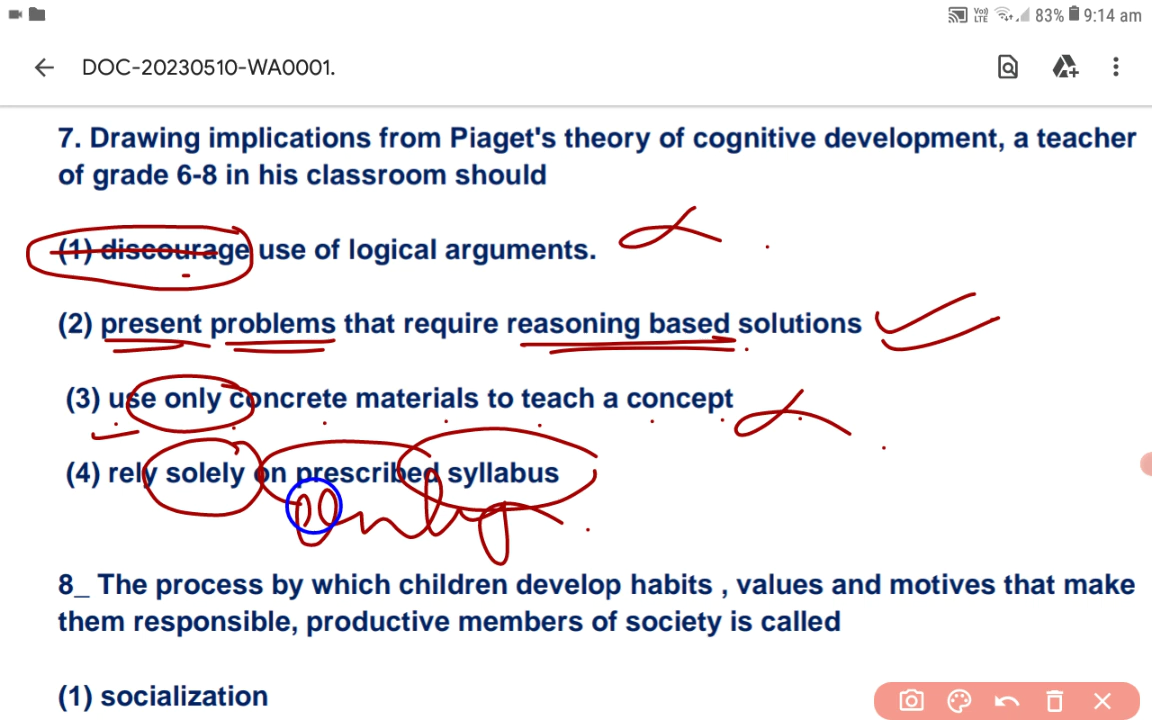 83% 9:14 am
DOC-20230510-WA0001.
7. Drawing implications from Piaget's theory of cognitive development, a teacher
of grade 6-8 in his classroom should
(1) discourage use of logical arguments.
(2) present problems that require reasoning based solutions
(3) use only concrete materials to teach a concept
(4) rely solely on prescribed syllabus
only
8_ The process by which children develop habits , values and motives that make
them responsible, productive members of society is called
(1) socialization